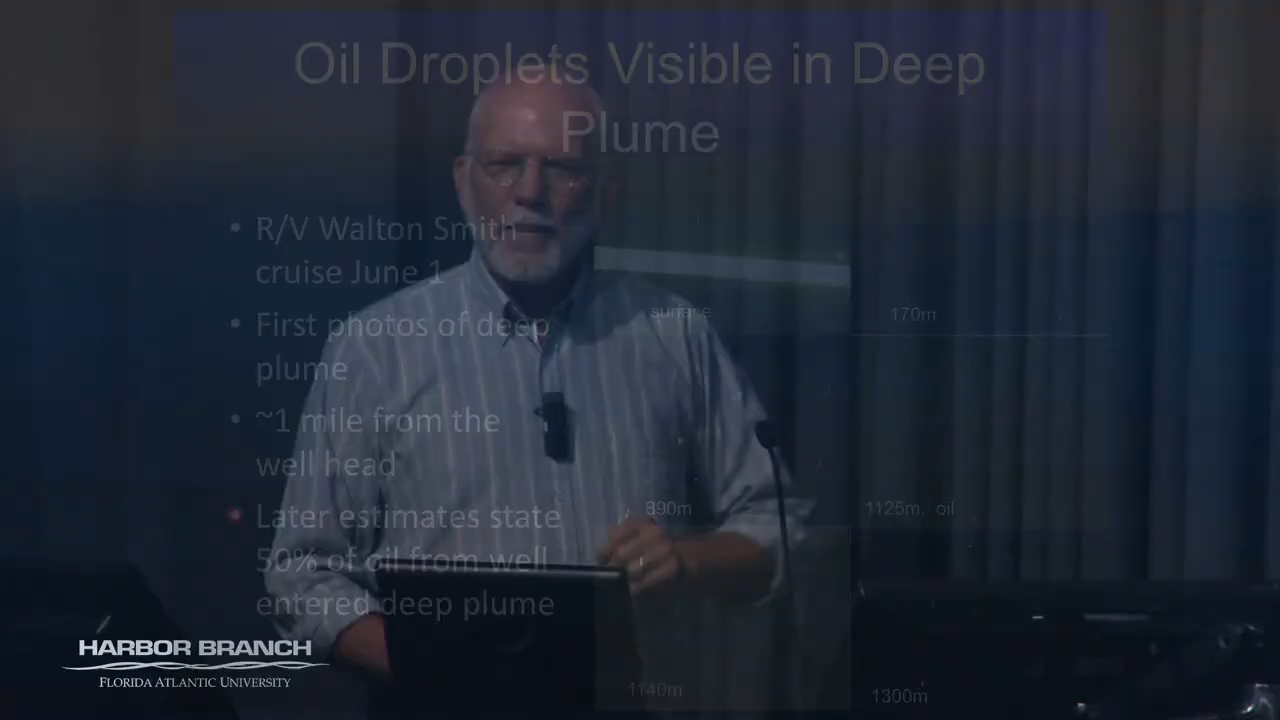 Oil Droplets Visible in Deep
Plume
• R/V Walton Smith
cruise June 1
• First photos of deep
plume
• ~1 mile from the
well head
• Later estimates state
50% of oil from well
entered deep plume
surface
170m
890m
1125m, oil
1140m
1300m
HARBOR BRANCH
FLORIDA ATLANTIC UNIVERSITY